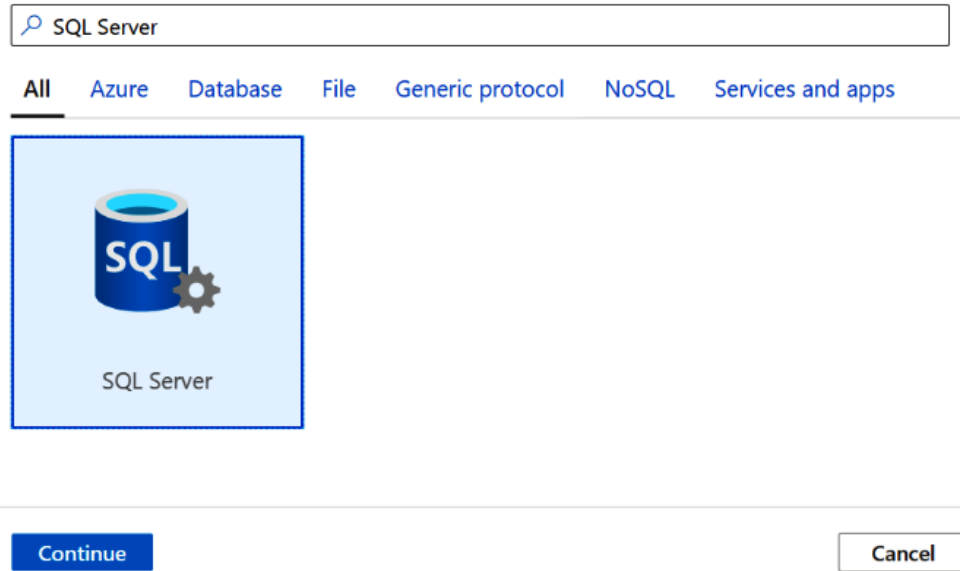 SQL Server
All Azure Database File Generic protocol NoSQL Services and apps
SQL
SQL Server
Continue Cancel